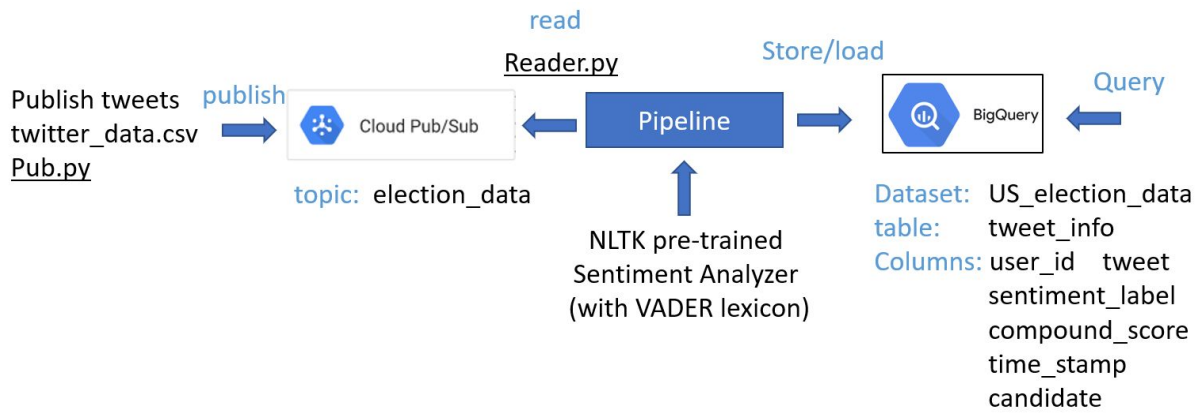 read
Reader.py
Store/load
Query
Publish tweets
twitter_data.csv
Pub.py
publish
Cloud Pub/Sub
Pipeline
BigQuery
topic: election_data
NLTK pre-trained
Sentiment Analyzer
(with VADER lexicon)
Dataset: US_election_data
table: tweet_info
Columns: user_id tweet
sentiment_label
compound_score
time_stamp
candidate